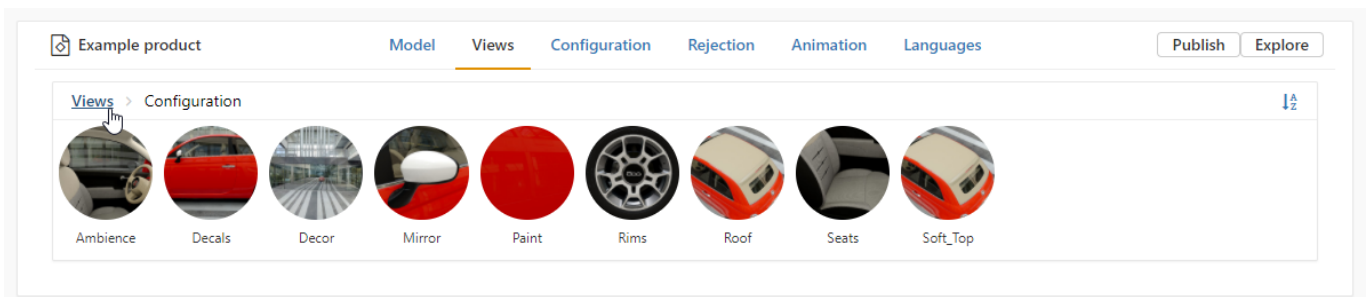 Example product Model Views Configuration Rejection Animation Languages Publish Explore
Views > Configuration
Ambience Decals Decor Mirror Paint Rims Roof Seats Soft_Top